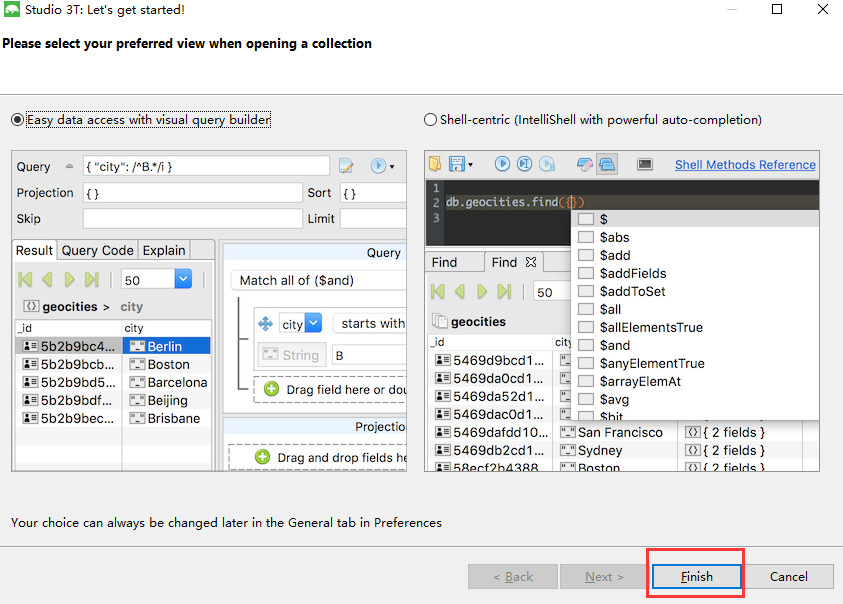 Studio 3T: Let's get started!
Please select your preferred view when opening a collection
Easy data access with visual query builder
Query { "city": /^B.*/i }
Projection { } Sort { }
Skip Limit
Result Query Code Explain
50
geocities > city
_id city
5b2b9bc4... Berlin
5b2b9bcb... Boston
5b2b9bd5... Barcelona
5b2b9bdf... Beijing
5b2b9bec... Brisbane
Query
Match all of ($and)
city starts with
String B
Drag field here or dou
Projectio
Drag and drop fields he
Shell-centric (IntelliShell with powerful auto-completion)
Shell Methods Reference
1
2 db.geocities.find({})
3
$
$abs
$add
$addFields
$addToSet
$all
$allElementsTrue
$and
$anyElementTrue
$arrayElemAt
$avg
$bit
Find Find
50
geocities
_id city
5469d9bcd1...
5469da0cd1...
5469da52d1...
5469dac0d1...
5469dafdd10... San Francisco { 2 fields }
5469db2cd1... Sydney { 2 fields }
58ecf2b4388 Boston { 2 fields }
Your choice can always be changed later in the General tab in Preferences
< Back Next > Finish Cancel